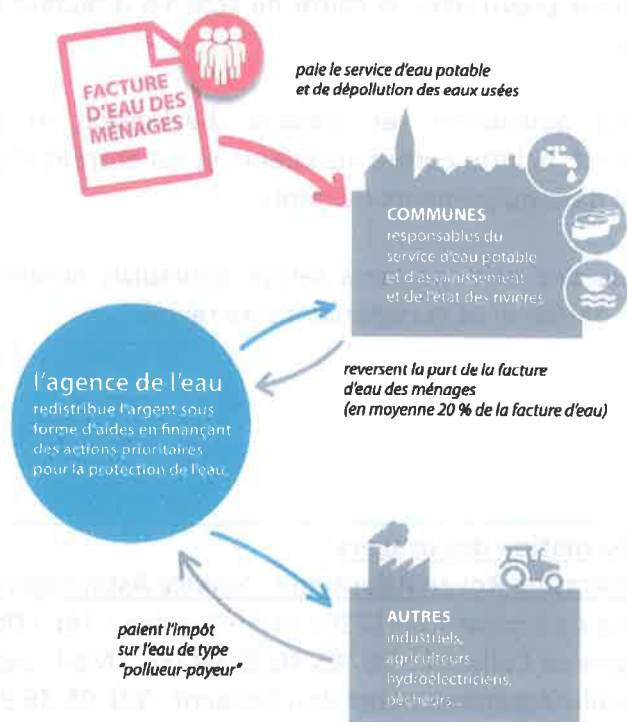 FACTURE
D'EAU DES
MÉNAGES
paie le service d'eau potable
et de dépollution des eaux usées
COMMUNES
responsables du
service d'eau potable
et d'assainissement
et de l'état des rivières
l'agence de l'eau
redistribue l'argent sous
forme d'aides en finançant
des actions prioritaires
pour la protection de l'eau.
reversent la part de la facture
d'eau des ménages
(en moyenne 20 % de la facture d'eau)
paient l'impôt
sur l'eau de type
"pollueur-payeur"
AUTRES
industriels,
agriculteurs,
hydroélectriciens,
pêcheurs...